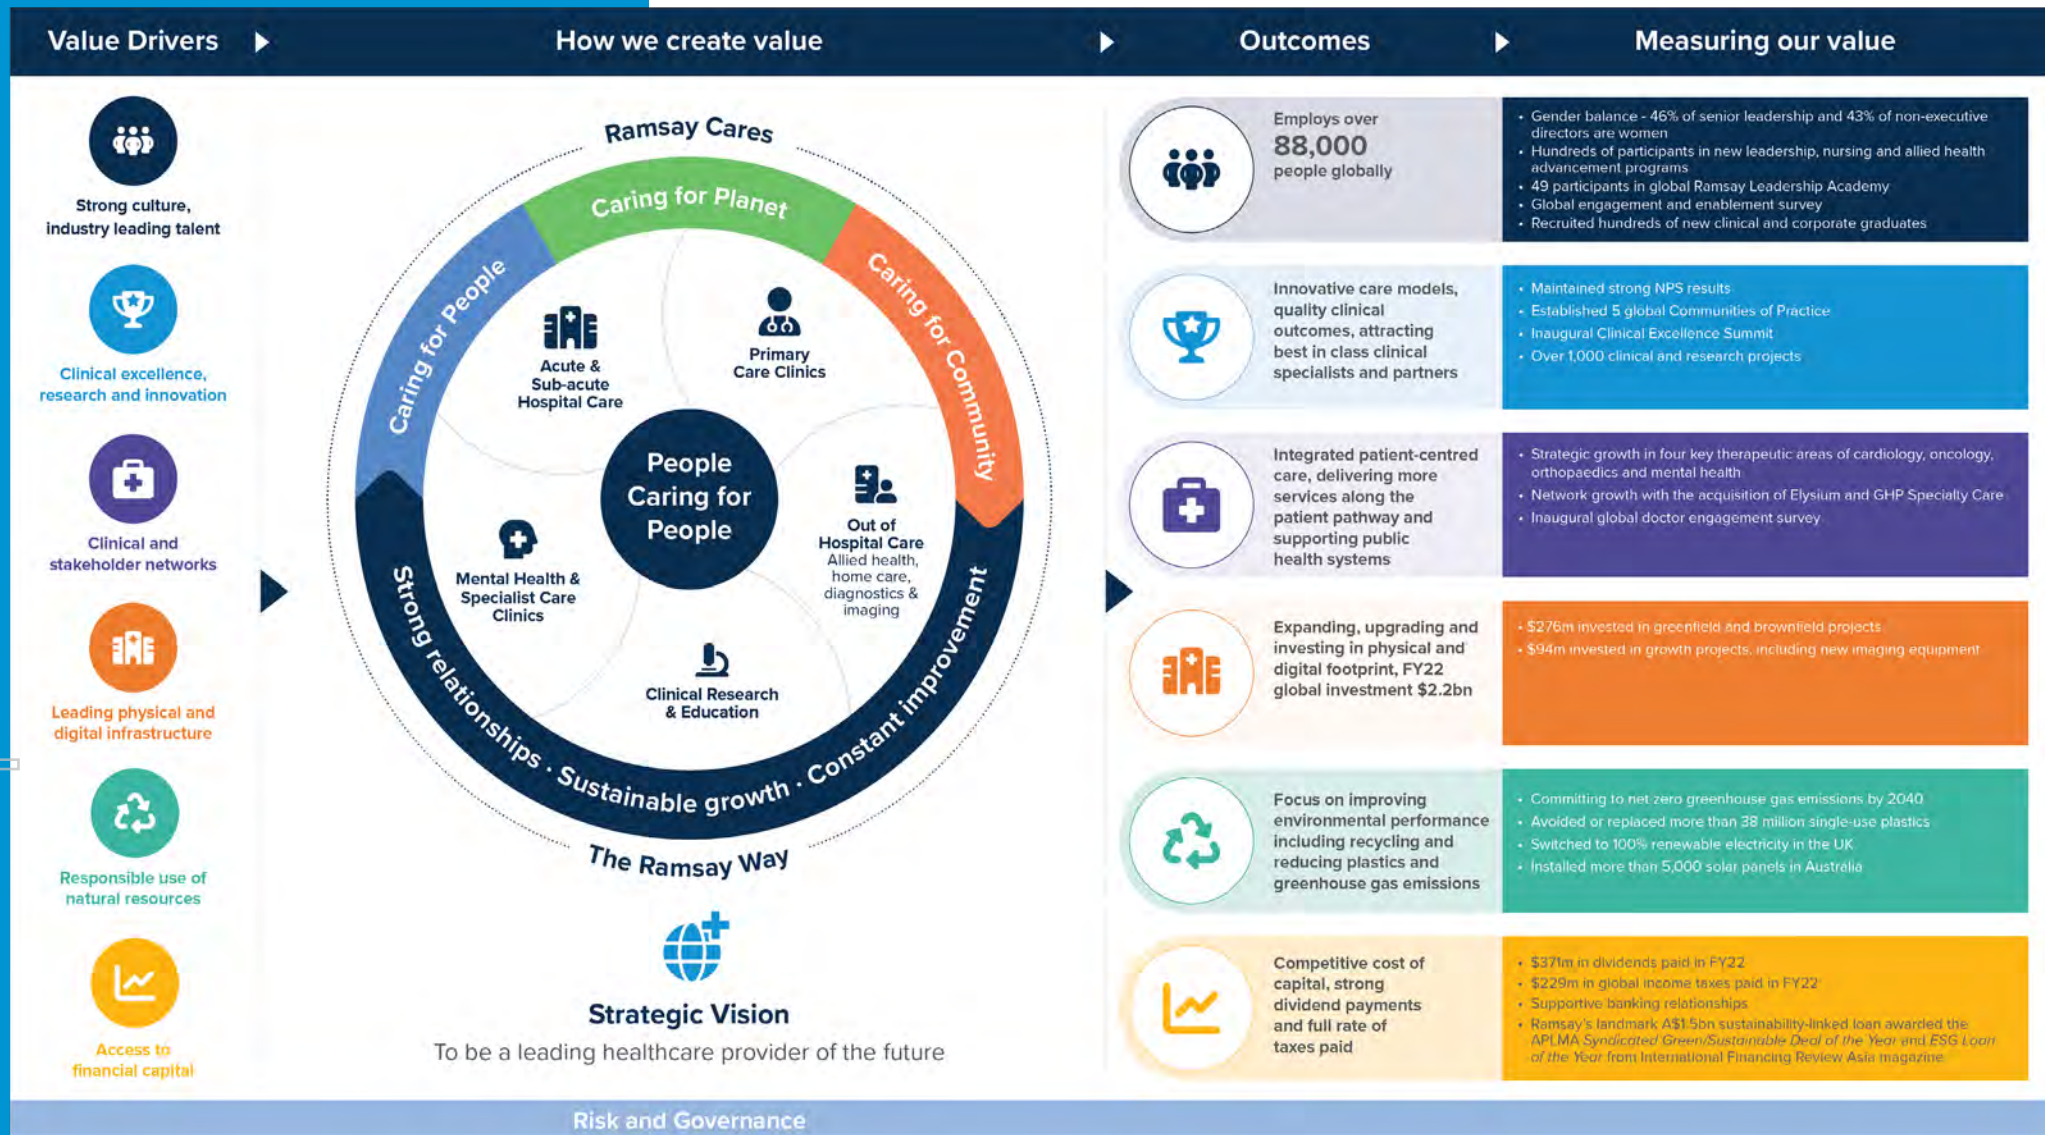 Value Drivers
How we create value
Outcomes
Measuring our value
Strong culture,
industry leading talent
Clinical excellence,
research and innovation
Clinical and
stakeholder networks
Leading physical and
digital infrastructure
Responsible use of
natural resources
Access to
financial capital
Ramsay Cares
Caring for People
Caring for Planet
Caring for Community
Acute &
Sub-acute
Hospital Care
Primary
Care Clinics
People
Caring for
People
Out of
Hospital Care
Allied health,
home care,
diagnostics &
imaging
Mental Health &
Specialist Care
Clinics
Clinical Research
& Education
Strong relationships · Sustainable growth · Constant improvement
The Ramsay Way
Strategic Vision
To be a leading healthcare provider of the future
Employs over
88,000
people globally
• Gender balance - 46% of senior leadership and 43% of non-executive
directors are women
• Hundreds of participants in new leadership, nursing and allied health
advancement programs
• 49 participants in global Ramsay Leadership Academy
• Global engagement and enablement survey
• Recruited hundreds of new clinical and corporate graduates
Innovative care models,
quality clinical
outcomes, attracting
best in class clinical
specialists and partners
• Maintained strong NPS results
• Established 5 global Communities of Practice
• Inaugural Clinical Excellence Summit
• Over 1,000 clinical and research projects
Integrated patient-centred
care, delivering more
services along the
patient pathway and
supporting public
health systems
• Strategic growth in four key therapeutic areas of cardiology, oncology,
orthopaedics and mental health
• Network growth with the acquisition of Elysium and GHP Specialty Care
• Inaugural global doctor engagement survey
Expanding, upgrading and
investing in physical and
digital footprint, FY22
global investment $2.2bn
• $276m invested in greenfield and brownfield projects
• $94m invested in growth projects, including new imaging equipment
Focus on improving
environmental performance
including recycling and
reducing plastics and
greenhouse gas emissions
• Committing to net zero greenhouse gas emissions by 2040
• Avoided or replaced more than 38 million single-use plastics
• Switched to 100% renewable electricity in the UK
• Installed more than 5,000 solar panels in Australia
Competitive cost of
capital, strong
dividend payments
and full rate of
taxes paid
• $371m in dividends paid in FY22
• $229m in global income taxes paid in FY22
• Supportive banking relationships
• Ramsay's landmark A$1.5bn sustainability-linked loan awarded the
APLMA Syndicated Green/Sustainable Deal of the Year and ESG Loan
of the Year from International Financing Review Asia magazine
Risk and Governance